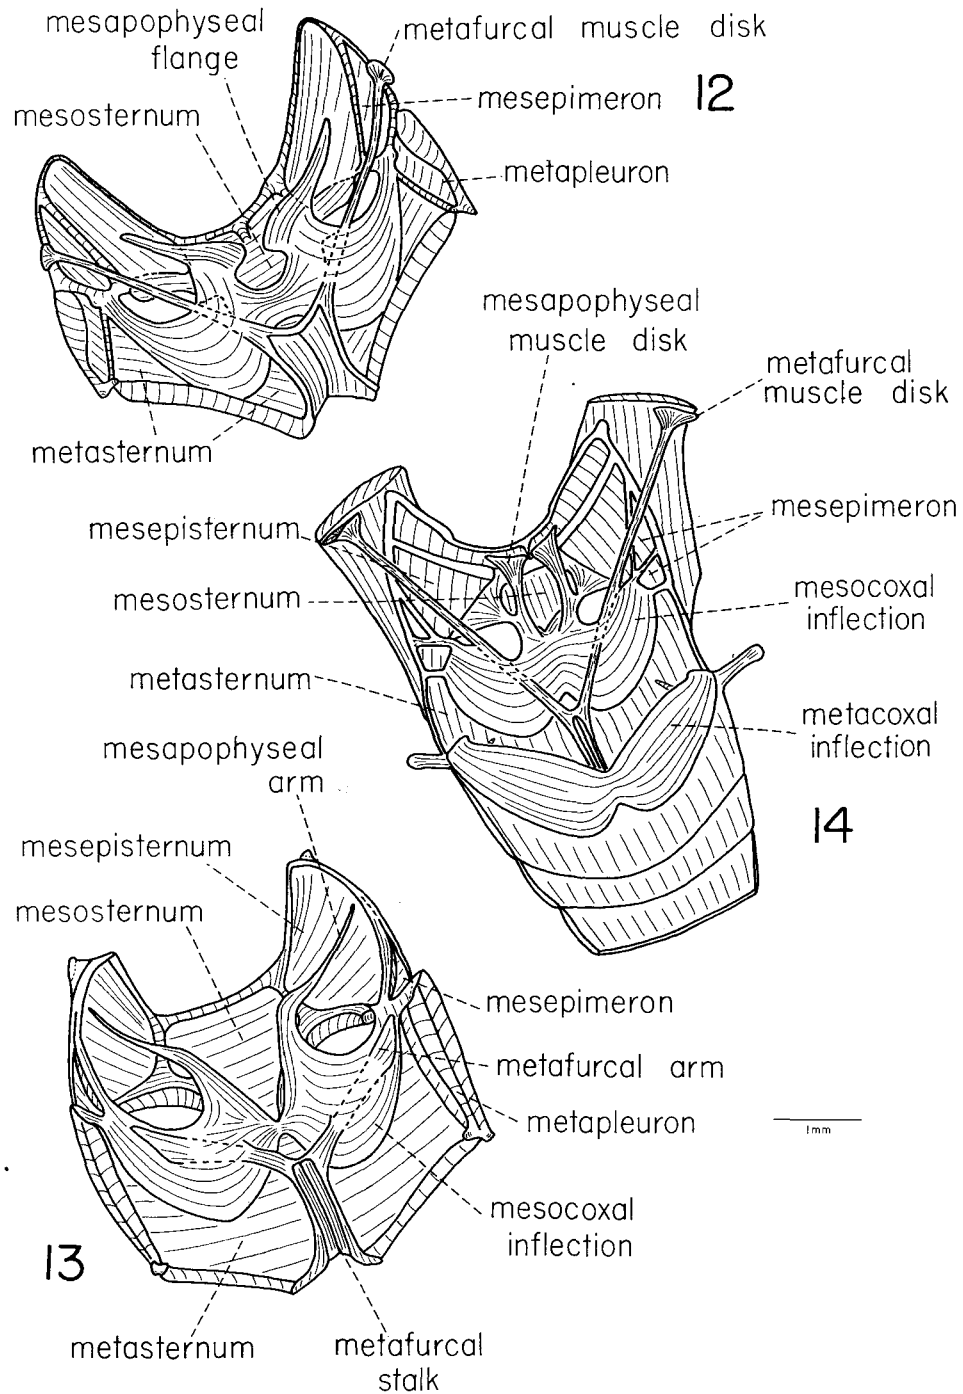 mesapophyseal
flange
metafurcal muscle disk
mesepimeron
12
mesosternum
metapleuron
metasternum
mesapophyseal
muscle disk
metafurcal
muscle disk
mesepisternum
mesepimeron
mesosternum
mesocoxal
inflection
metasternum
metacoxal
inflection
14
mesapophyseal
arm
mesepisternum
mesosternum
mesepimeron
metafurcal arm
metapleuron
1mm
mesocoxal
inflection
13
metasternum
metafurcal
stalk